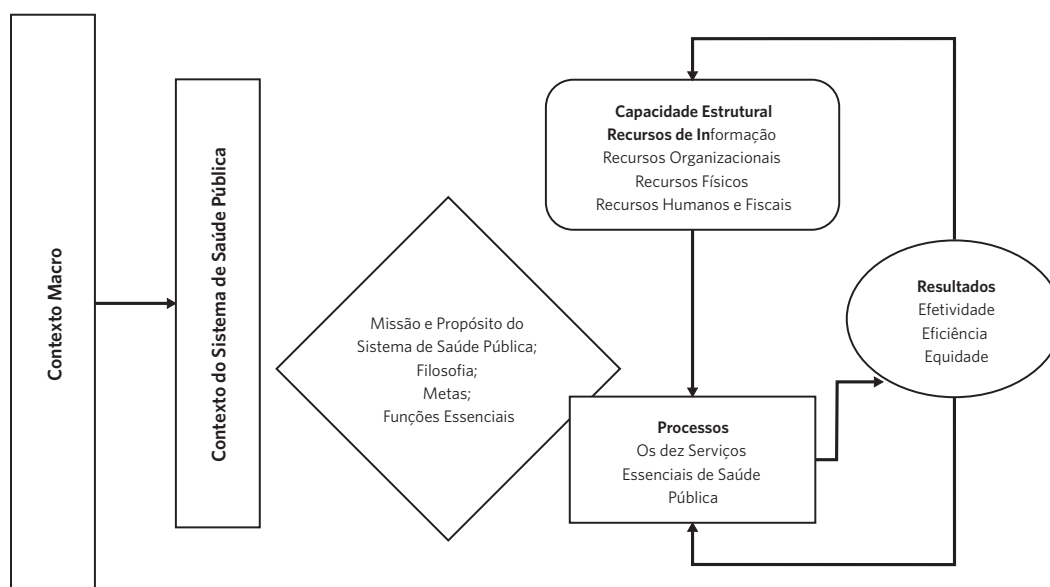 Contexto Macro
Contexto do Sistema de Saúde Pública
Missão e Propósito do
Sistema de Saúde Pública;
Filosofia;
Metas;
Funções Essenciais
Capacidade Estrutural
Recursos de Informação
Recursos Organizacionais
Recursos Físicos
Recursos Humanos e Fiscais
Processos
Os dez Serviços
Essenciais de Saúde
Pública
Resultados
Efetividade
Eficiência
Equidade